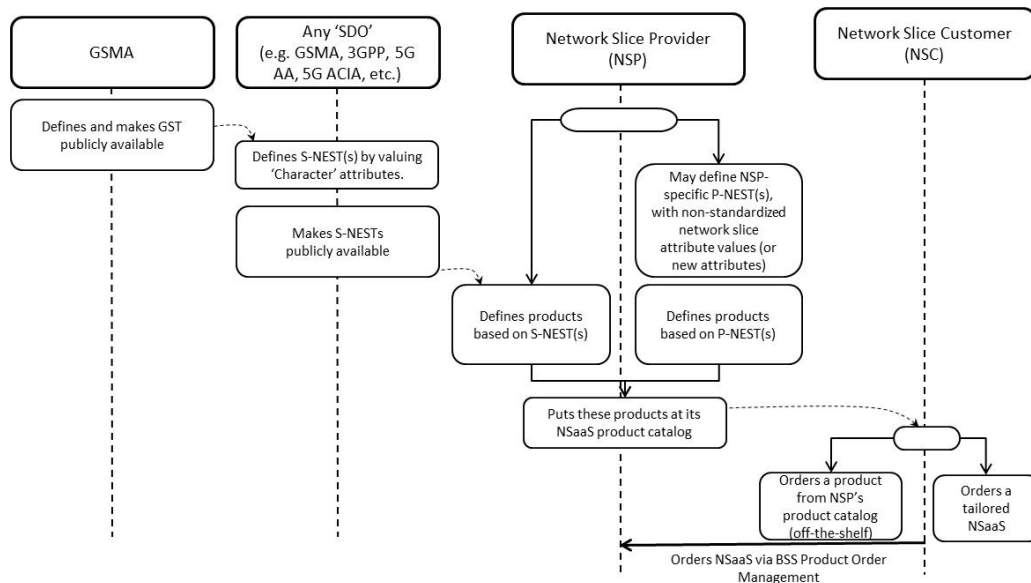 GSMA
Any ‘SDO’
(e.g. GSMA, 3GPP, 5G
AA, 5G ACIA, etc.)
Network Slice Provider
(NSP)
Network Slice Customer
(NSC)
Defines and makes GST
publicly available
Defines S-NEST(s) by valuing
‘Character’ attributes.
May define NSP-
specific P-NEST(s),
with non-standardized
network slice
attribute values (or
new attributes)
Makes S-NESTs
publicly available
Defines products
based on S-NEST(s)
Defines products
based on P-NEST(s)
Puts these products at its
NSaaS product catalog
Orders a product
from NSP’s
product catalog
(off-the-shelf)
Orders a
tailored
NSaaS
Orders NSaaS via BSS Product Order
Management